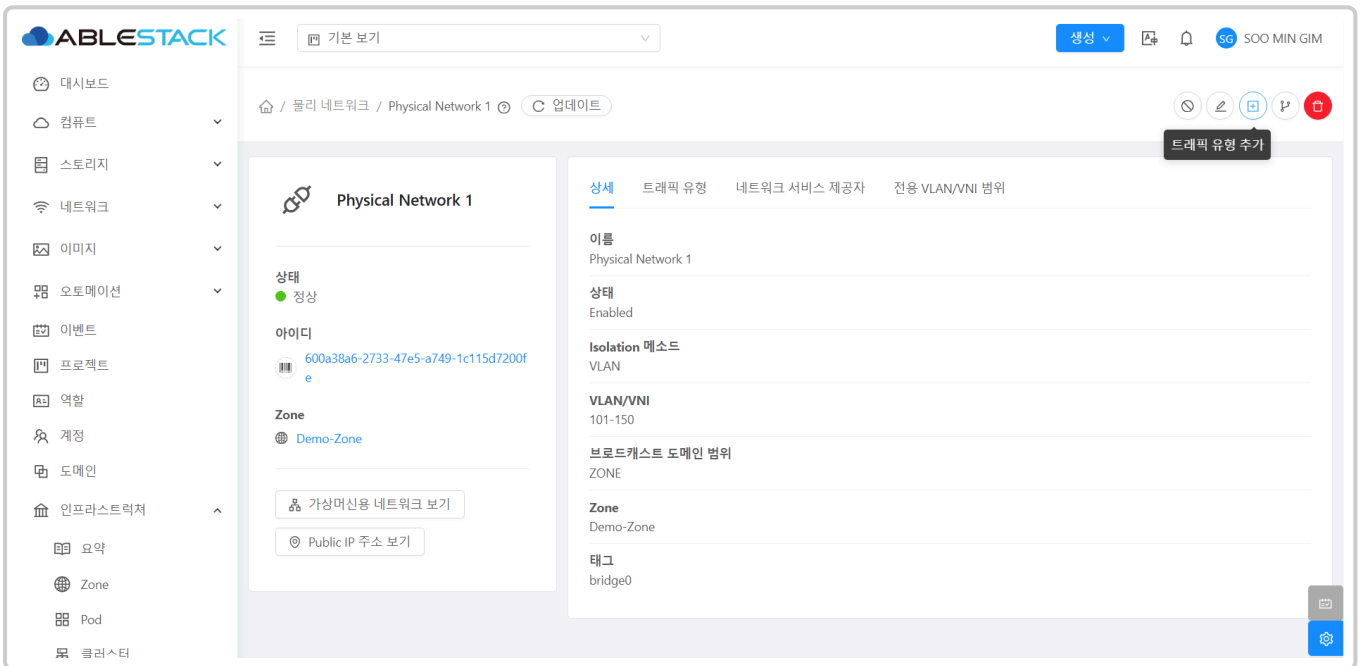 ABLESTACK
기본 보기
생성
SG SOO MIN GIM
대시보드
컴퓨트
스토리지
네트워크
이미지
오토메이션
이벤트
프로젝트
역할
계정
도메인
인프라스트럭쳐
요약
Zone
Pod
클러스터
/ 물리 네트워크 / Physical Network 1 업데이트
트래픽 유형 추가
Physical Network 1
상태
정상
아이디
600a38a6-2733-47e5-a749-1c115d7200f
e
Zone
Demo-Zone
가상머신용 네트워크 보기
Public IP 주소 보기
상세 트래픽 유형 네트워크 서비스 제공자 전용 VLAN/VNI 범위
이름
Physical Network 1
상태
Enabled
Isolation 메소드
VLAN
VLAN/VNI
101-150
브로드캐스트 도메인 범위
ZONE
Zone
Demo-Zone
태그
bridge0